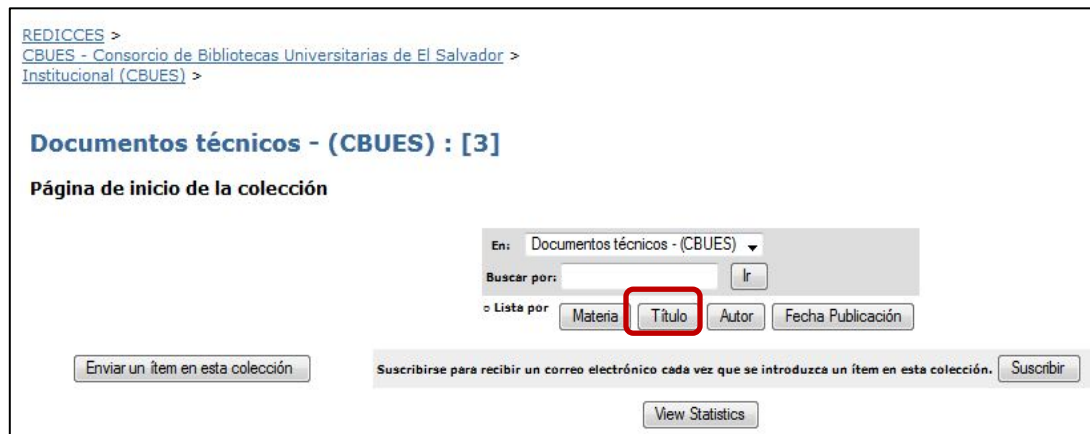 REDICCES >
CBUES - Consorcio de Bibliotecas Universitarias de El Salvador >
Institucional (CBUES) >
Documentos técnicos - (CBUES) : [3]
Página de inicio de la colección
En: Documentos técnicos - (CBUES)
Buscar por: Ir
o Lista por Materia Título Autor Fecha Publicación
Enviar un ítem en esta colección Suscribirse para recibir un correo electrónico cada vez que se introduzca un ítem en esta colección. Suscribir
View Statistics